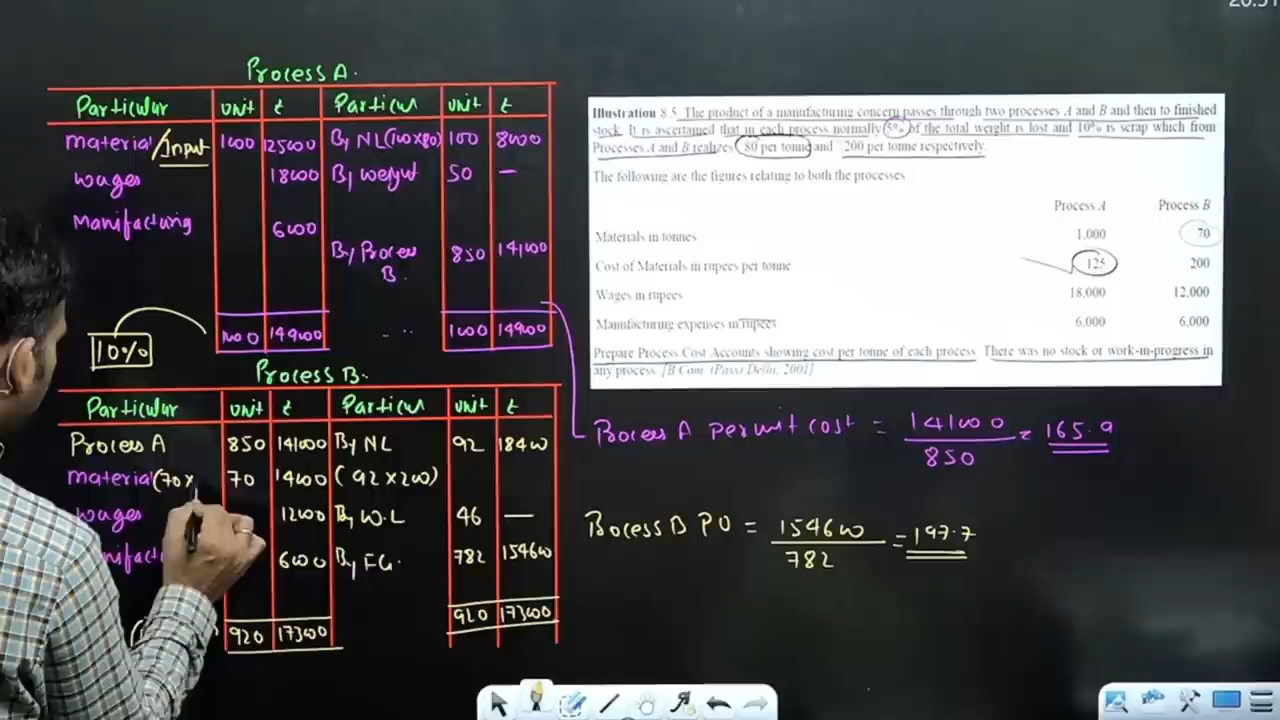 20:51
Process A.
Particular unit ₹ Particular unit ₹
material/Input 1000 125000 By NL(100x80) 100 8000
wages 18000 By weight 50 —
Manifacturing 6000
By Process B. 850 141000
1000 149000 1000 149000
10%
Process B.
Particular unit ₹ Particular unit ₹
Process A 850 141000 By NL 92 18400
material (70x 70 14000 (92x200)
wages 12000 By W.L 46 —
6000 By FG. 782 154600
920 173000
920 173000
Illustration 8.5. The product of a manufacturing concern passes through two processes A and B and then to finished
stock. It is ascertained that in each process normally 5% of the total weight is lost and 10% is scrap which from
Processes A and B realizes `80 per tonne and `200 per tonne respectively.
The following are the figures relating to both the processes
Process A Process B
Materials in tonnes 1,000 70
Cost of Materials in rupees per tonne 125 200
Wages in rupees 18,000 12,000
Manufacturing expenses in rupees 6,000 6,000
Prepare Process Cost Accounts showing cost per tonne of each process. There was no stock or work-in-progress in
any process. [B.Com. (Pass) Delhi, 2001]
Process A per unit cost = 141000 / 850 = 165.9
Process B PU = 154600 / 782 = 197.7